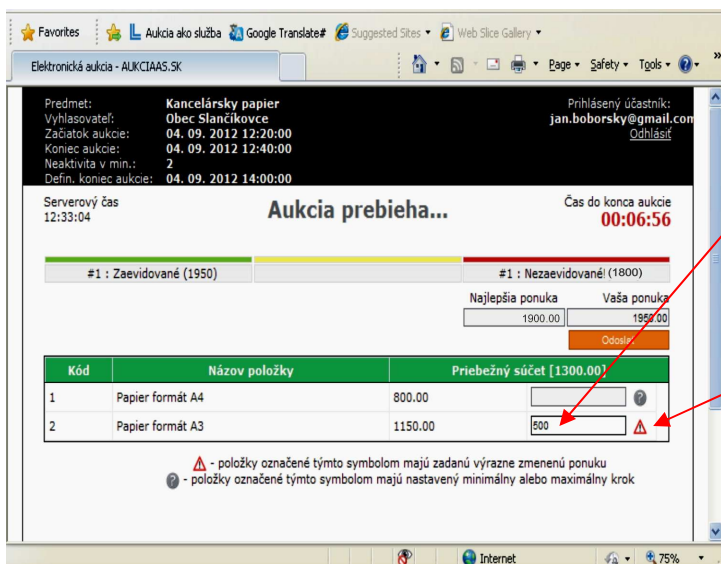 Favorites Aukcia ako služba Google Translate# Suggested Sites Web Slice Gallery
Elektronická aukcia - AUKCIAAS.SK Page Safety Tools »
Predmet: Kancelársky papier Prihlásený účastník:
Vyhlasovateľ: Obec Slančíkovce jan.boborsky@gmail.com
Začiatok aukcie: 04. 09. 2012 12:20:00 Odhlásiť
Koniec aukcie: 04. 09. 2012 12:40:00
Neaktivita v min.: 2
Defin. koniec aukcie: 04. 09. 2012 14:00:00
Serverový čas Aukcia prebieha... Čas do konca aukcie
12:33:04 00:06:56
#1 : Zaevidované (1950) #1 : Nezaevidované! (1800)
Najlepšia ponuka Vaša ponuka
1900.00 1950.00
Odoslať
Kód Názov položky Priebežný súčet [1300.00]
1 Papier formát A4 800.00 ?
2 Papier formát A3 1150.00 500
- položky označené týmto symbolom majú zadanú výrazne zmenenú ponuku
? - položky označené týmto symbolom majú nastavený minimálny alebo maximálny krok
Internet 75%